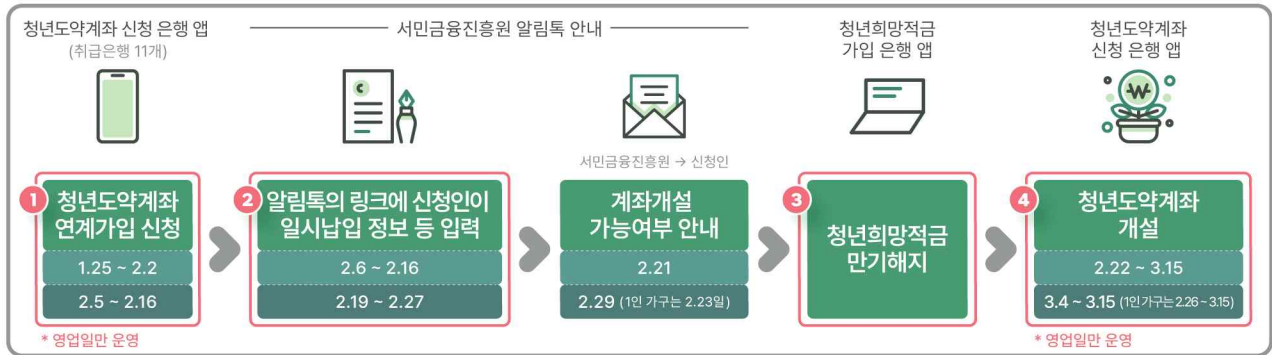 청년도약계좌 신청 은행 앱
(취급은행 11개)
서민금융진흥원 알림톡 안내
청년희망적금
가입 은행 앱
청년도약계좌
신청 은행 앱
서민금융진흥원 → 신청인
1
청년도약계좌
연계가입 신청
1.25 ~ 2.2
2.5 ~ 2.16
* 영업일만 운영
2
알림톡의 링크에 신청인이
일시납입 정보 등 입력
2.6 ~ 2.16
2.19 ~ 2.27
계좌개설
가능여부 안내
2.21
2.29 (1인 가구는 2.23일)
3
청년희망적금
만기해지
4
청년도약계좌
개설
2.22 ~ 3.15
3.4 ~ 3.15 (1인가구는 2.26 ~ 3.15)
* 영업일만 운영